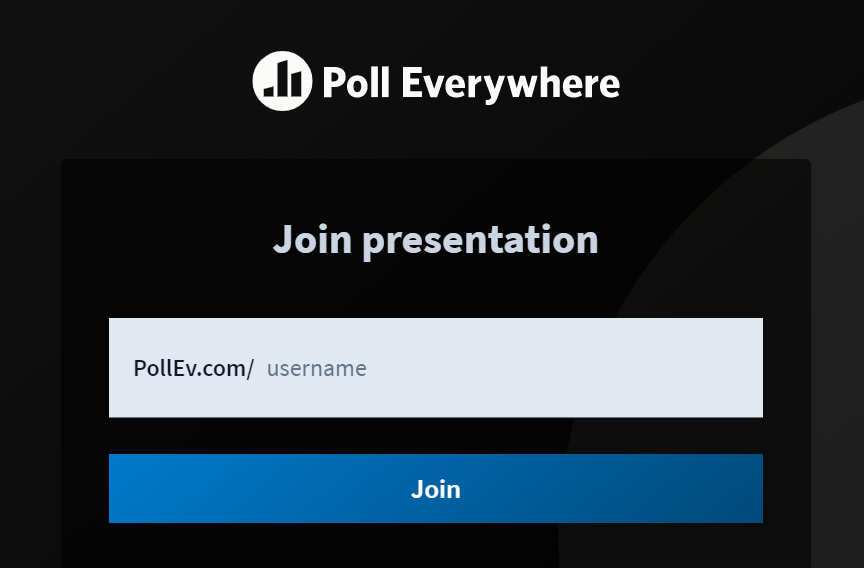 Poll Everywhere
Join presentation
PollEv.com/ username
Join